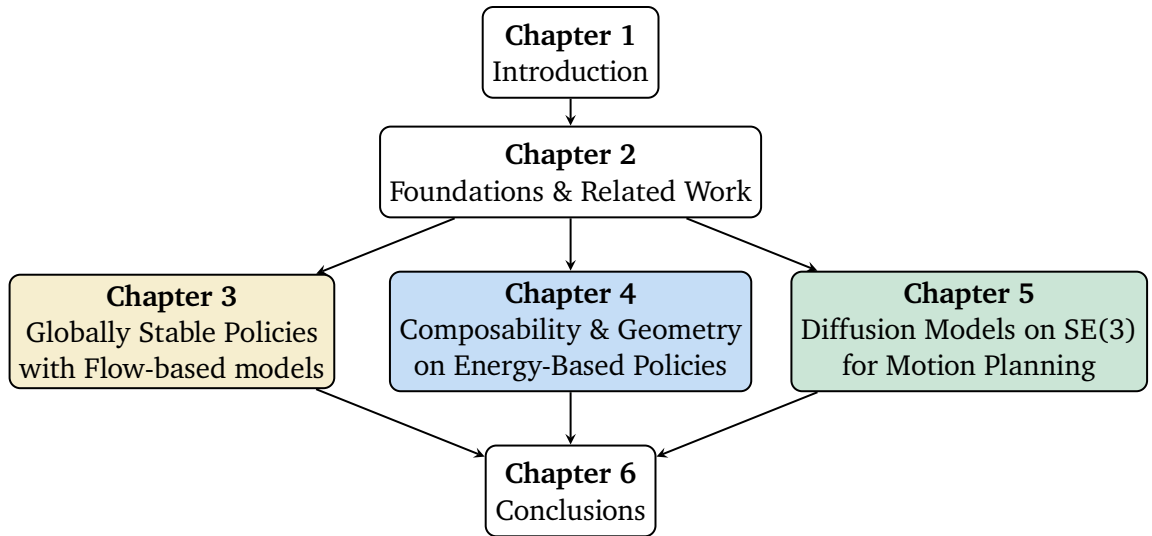 Chapter 1
Introduction
Chapter 2
Foundations & Related Work
Chapter 3
Globally Stable Policies
with Flow-based models
Chapter 4
Composability & Geometry
on Energy-Based Policies
Chapter 5
Diffusion Models on SE(3)
for Motion Planning
Chapter 6
Conclusions